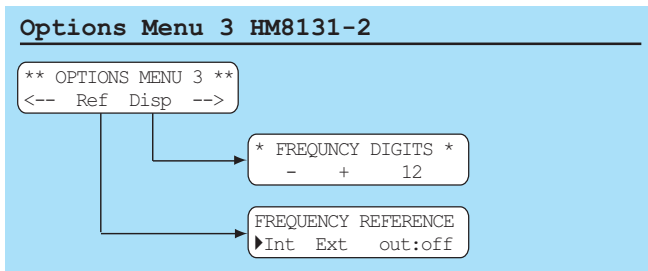 Options Menu 3 HM8131-2
** OPTIONS MENU 3 **
<-- Ref Disp -->
* FREQUNCY DIGITS *
- + 12
FREQUENCY REFERENCE
Int Ext out:off